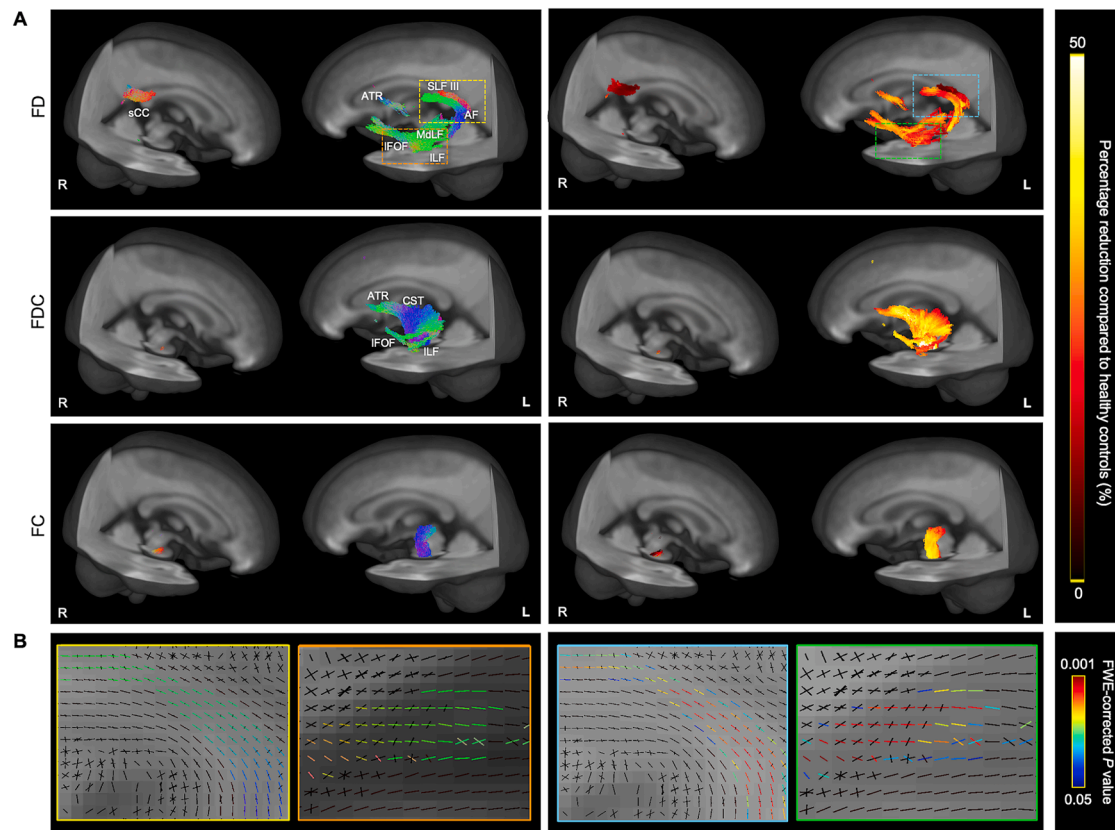 A
FD
sCC
R
ATR
SLF III
AF
MdLF
IFOF
ILF
R
L
50
Percentage reduction compared to healthy controls (%)
0
FDC
R
ATR
CST
IFOF
ILF
L
R
L
FC
R
L
R
L
B
0.001
FWE-corrected P value
0.05